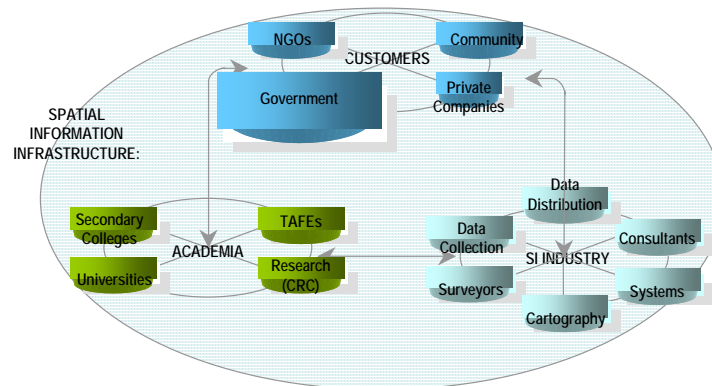 NGOs
Community
CUSTOMERS
Government
Private
Companies
SPATIAL
INFORMATION
INFRASTRUCTURE:
Secondary
Colleges
TAFEs
ACADEMIA
Universities
Research
(CRC)
Data
Distribution
Data
Collection
Consultants
SI INDUSTRY
Surveyors
Systems
Cartography